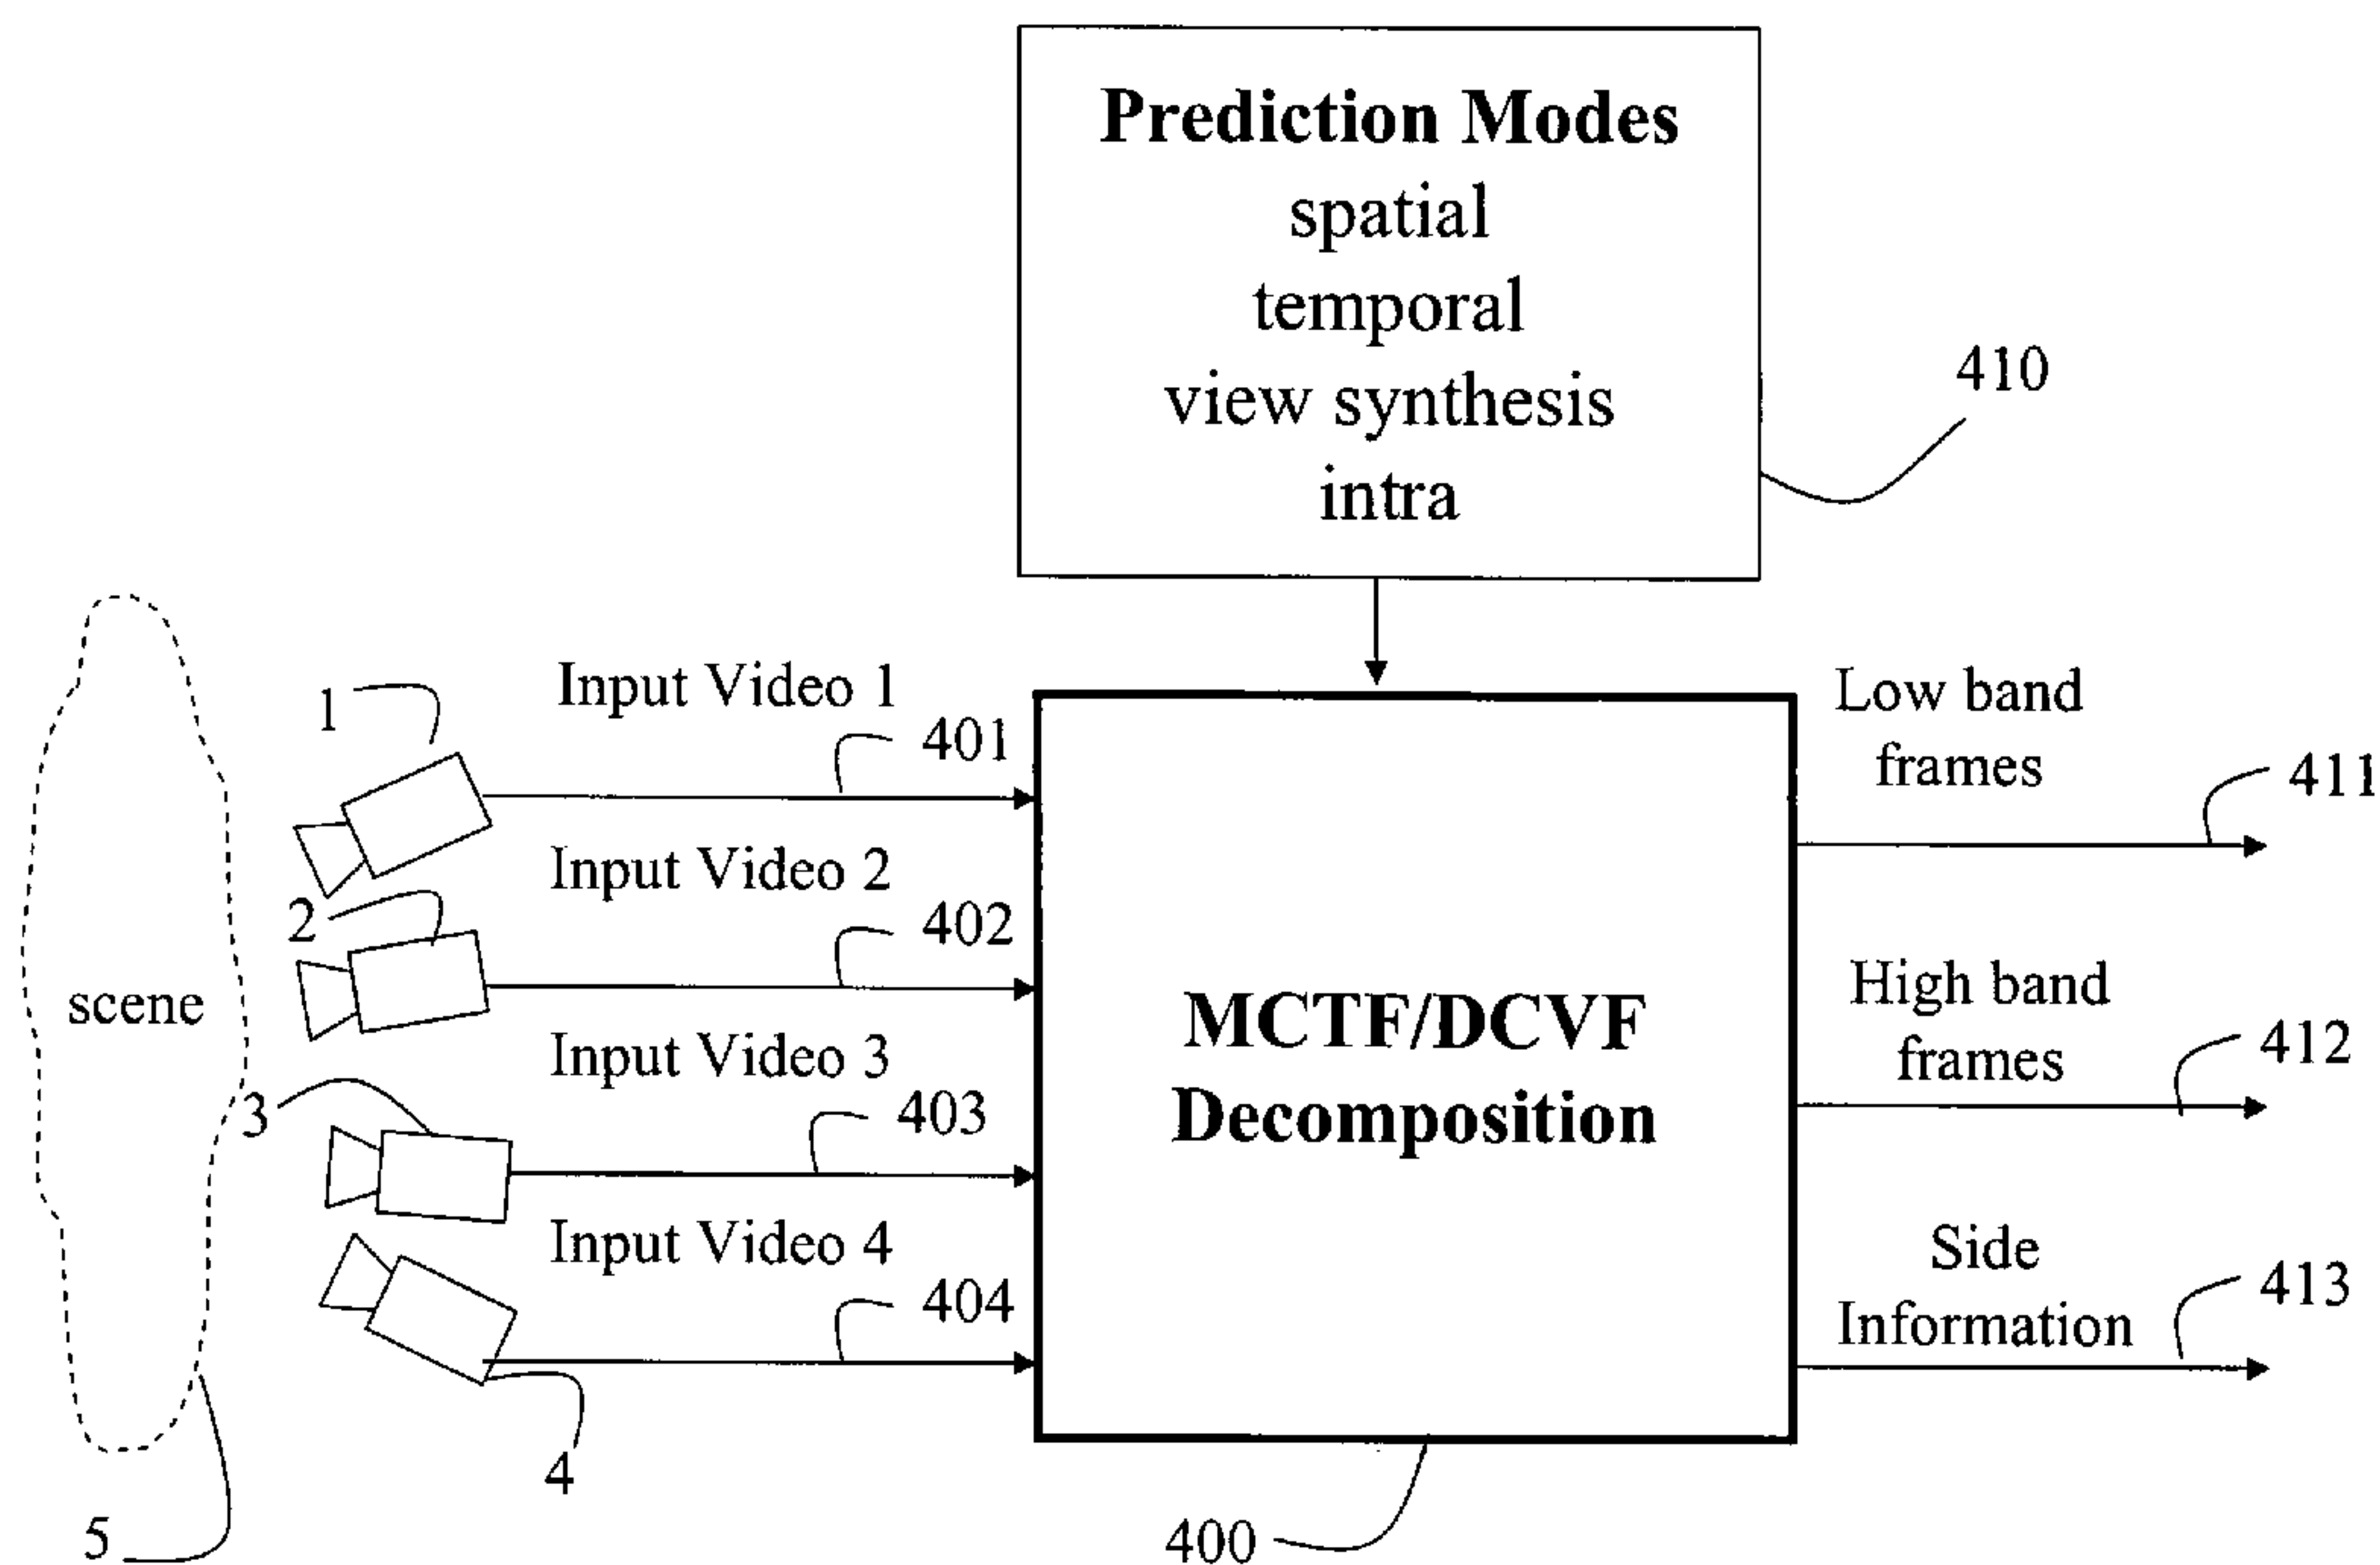 Prediction Modes
spatial
temporal
view synthesis
intra
410
1
Input Video 1
401
Input Video 2
2
402
scene
Input Video 3
3
403
Input Video 4
404
4
5
MCTF/DCVF
Decomposition
400
Low band
frames
411
High band
frames
412
Side
Information
413